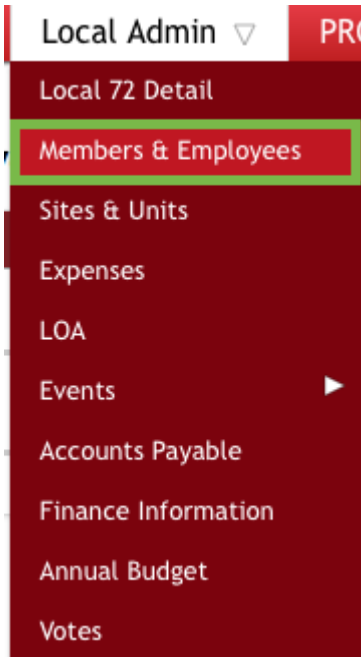 Local Admin
Local 72 Detail
Members & Employees
Sites & Units
Expenses
LOA
Events
Accounts Payable
Finance Information
Annual Budget
Votes